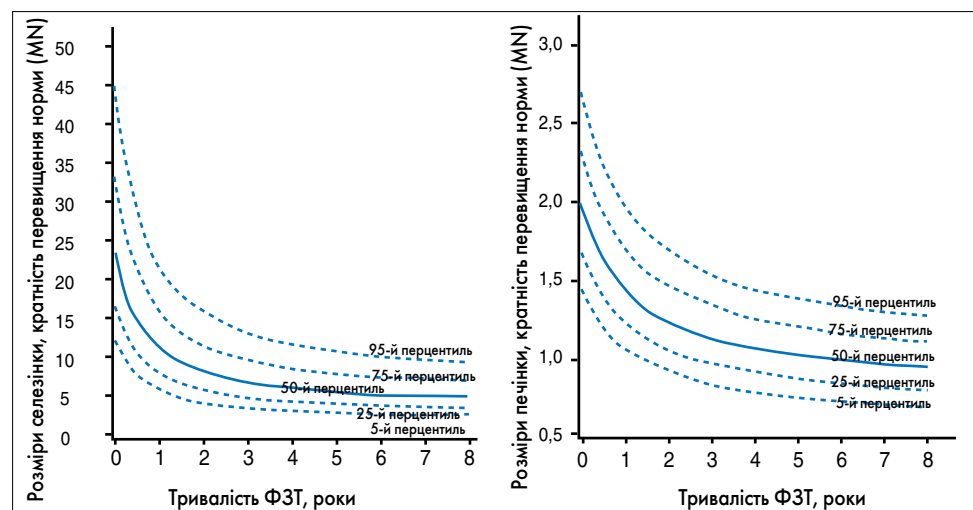 Розміри селезінки, кратність перевищення норми (MN)
50
45
40
35
30
25
20
15
10
5
0
95-й перцентиль
75-й перцентиль
50-й перцентиль
25-й перцентиль
5-й перцентиль
0 1 2 3 4 5 6 7 8
Тривалість ФЗТ, роки
Розміри печінки, кратність перевищення норми (MN)
3,0
2,5
2,0
1,5
1,0
0,5
95-й перцентиль
75-й перцентиль
50-й перцентиль
25-й перцентиль
5-й перцентиль
0 1 2 3 4 5 6 7 8
Тривалість ФЗТ, роки